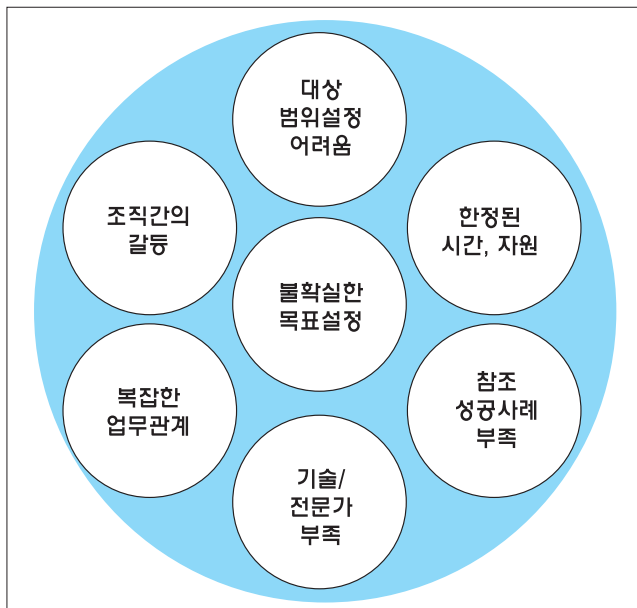 대상
범위설정
어려움
조직간의
갈등
한정된
시간, 자원
불확실한
목표설정
복잡한
업무관계
참조
성공사례
부족
기술/
전문가
부족